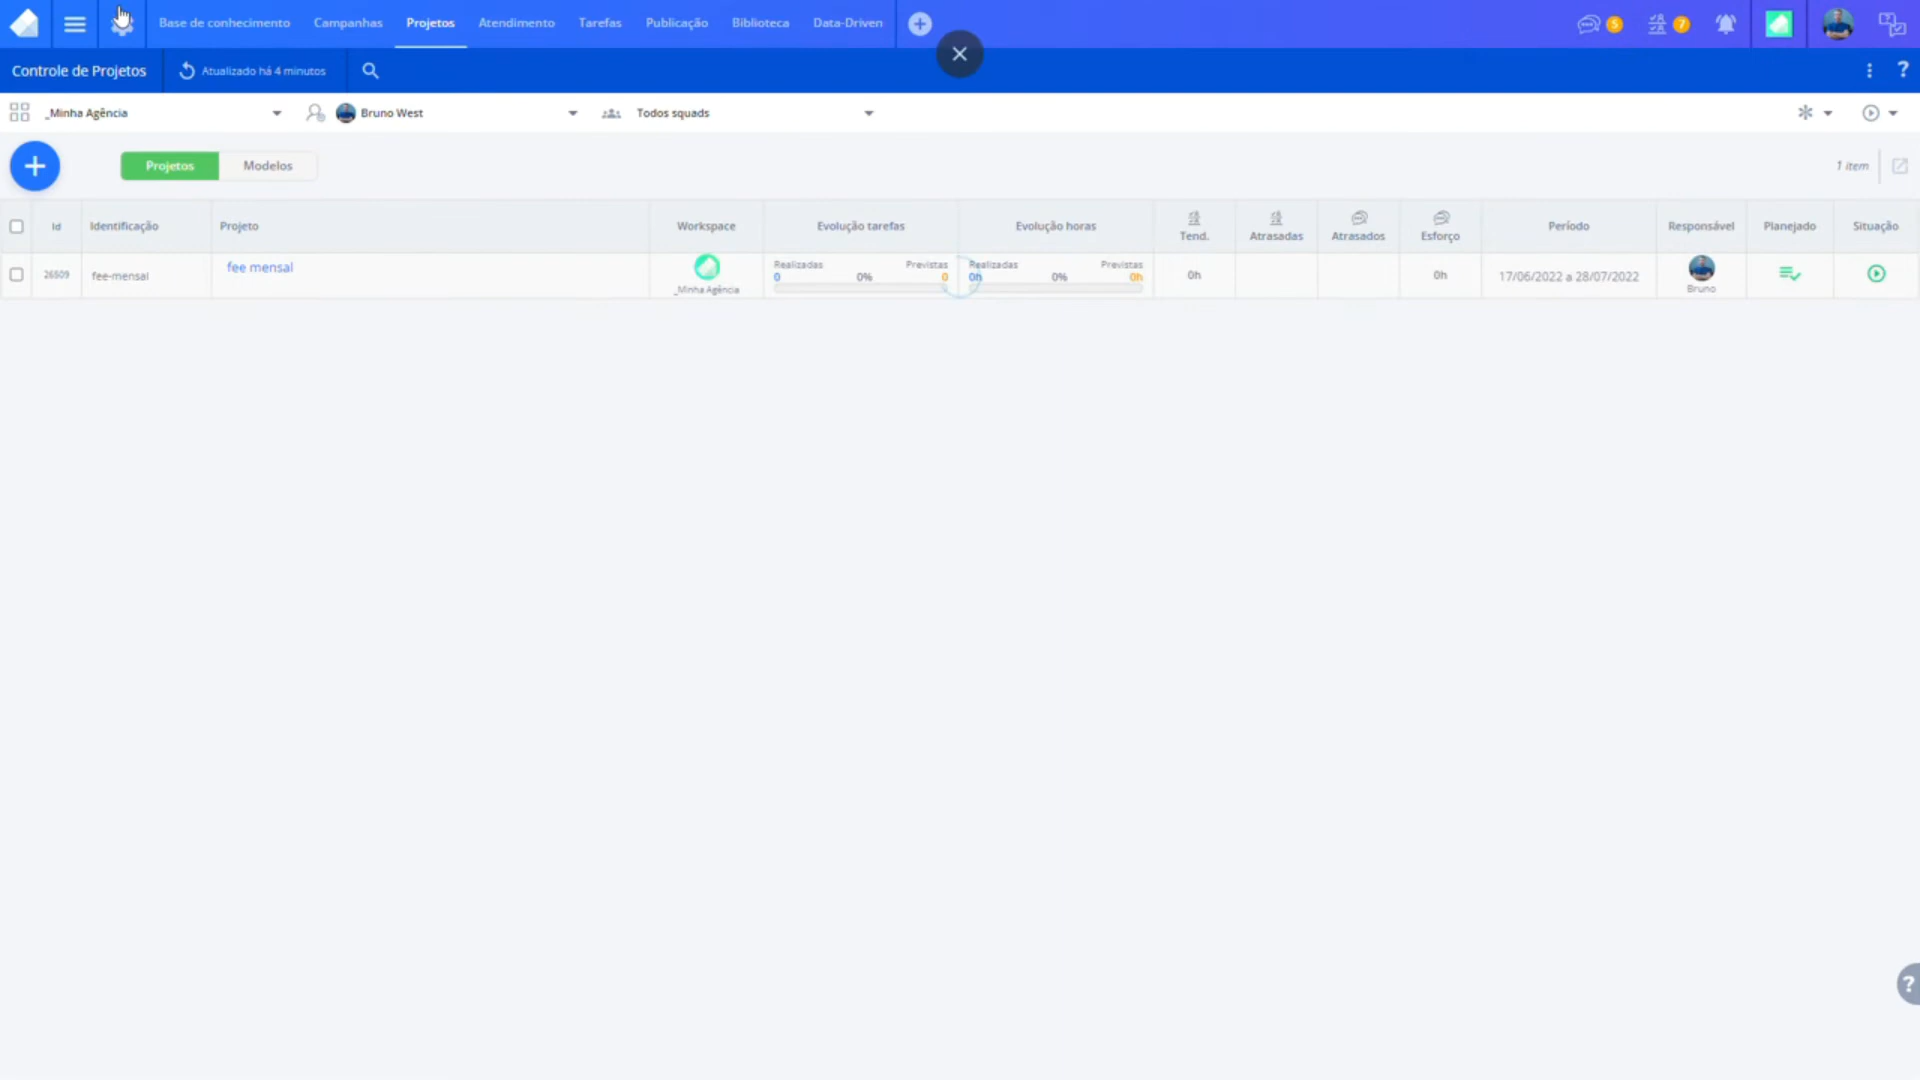 Base de conhecimento Campanhas Projetos Atendimento Tarefas Publicação Biblioteca Data-Driven 5 7
Controle de Projetos Atualizado há 4 minutos ?
_Minha Agência Bruno West Todos squads
Projetos Modelos 1 item
Id Identificação Projeto Workspace Evolução tarefas Evolução horas Tend. Atrasadas Atrasados Esforço Período Responsável Planejado Situação
26509 fee-mensal fee mensal _Minha Agência Realizadas 0 0% Previstas 0 Realizadas 0h 0% Previstas 0h 0h 0h 17/06/2022 a 28/07/2022 Bruno
?